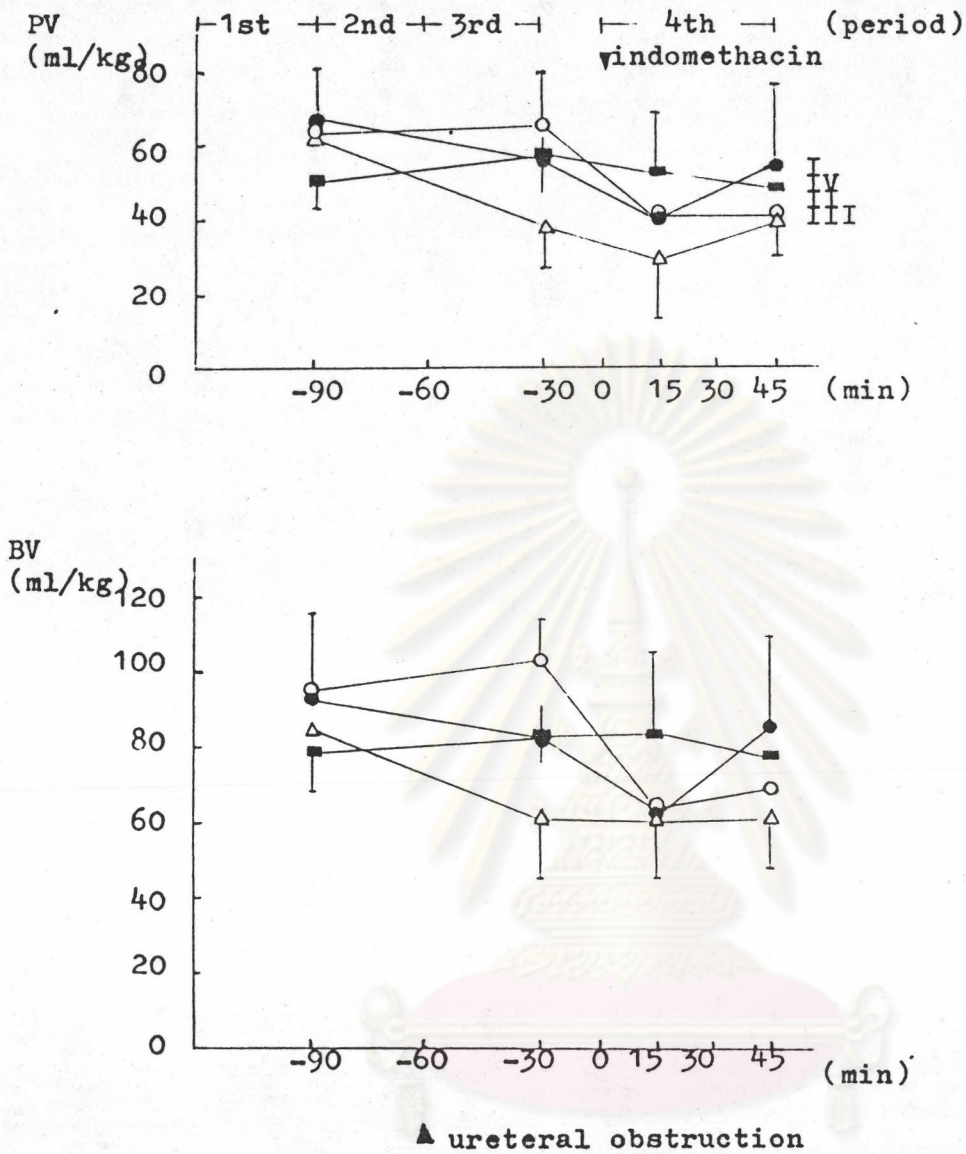 PV ├─1st─┼─2nd─┼─3rd─┤ ├─4th─┤ (period)
(ml/kg) ▼indomethacin
80
60
IV
40 III
20
0
-90 -60 -30 0 15 30 45 (min)
BV
(ml/kg)
120
100
80
60
40
20
0
-90 -60 -30 0 15 30 45 (min)
▲ ureteral obstruction